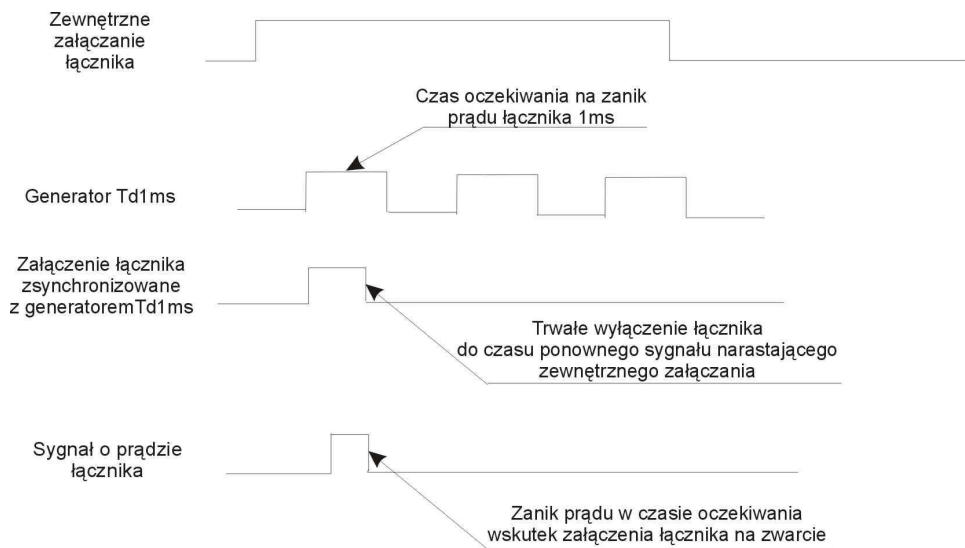 Zewnętrzne
załączanie
łącznika
Czas oczekiwania na zanik
prądu łącznika 1ms
Generator Td1ms
Załączenie łącznika
zsynchronizowane
z generatoremTd1ms
Trwałe wyłączenie łącznika
do czasu ponownego sygnału narastającego
zewnętrznego załączania
Sygnał o prądzie
łącznika
Zanik prądu w czasie oczekiwania
wskutek załączenia łącznika na zwarcie